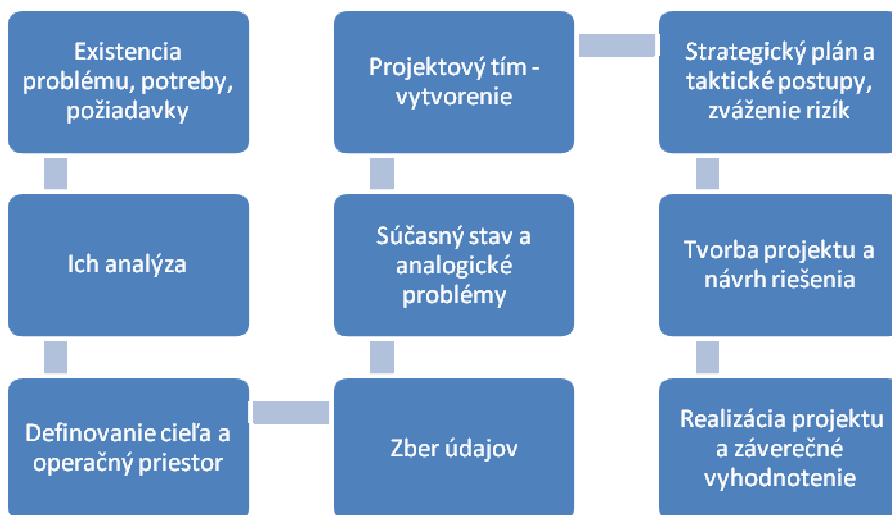 Existencia
problému, potreby,
požiadavky
Ich analýza
Definovanie cieľa a
operačný priestor
Zber údajov
Súčasný stav a
analogické
problémy
Projektový tím -
vytvorenie
Strategický plán a
taktické postupy,
zváženie rizík
Tvorba projektu a
návrh riešenia
Realizácia projektu
a záverečné
vyhodnotenie